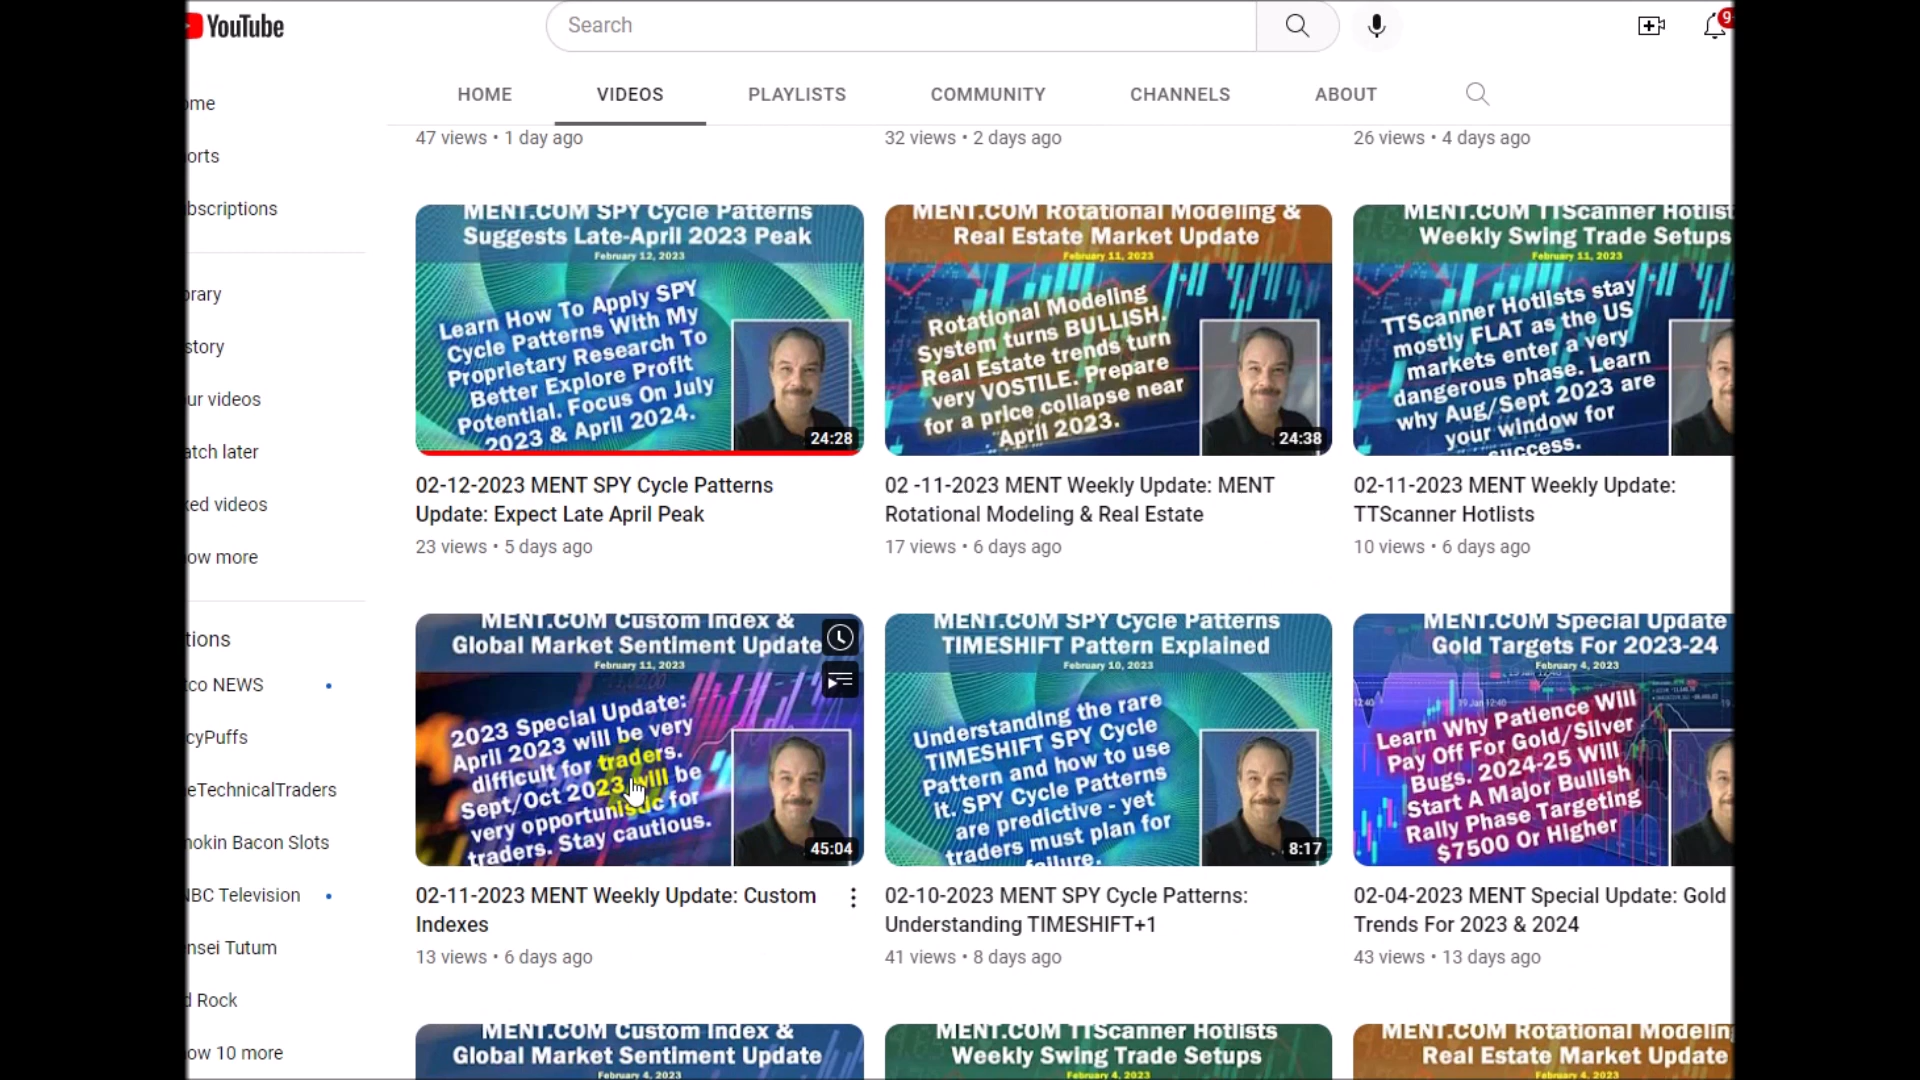 YouTube
Search
9
ome
orts
bscriptions
rary
story
ur videos
atch later
ked videos
ow more
tions
co NEWS
cyPuffs
eTechnicalTraders
okin Bacon Slots
BC Television
nsei Tutum
d Rock
ow 10 more
HOME VIDEOS PLAYLISTS COMMUNITY CHANNELS ABOUT
47 views • 1 day ago
32 views • 2 days ago
26 views • 4 days ago
MENT.COM SPY Cycle Patterns
Suggests Late-April 2023 Peak
February 12, 2023
Learn How To Apply SPY
Cycle Patterns With My
Proprietary Research To
Better Explore Profit
Potential. Focus On July
2023 & April 2024.
24:28
02-12-2023 MENT SPY Cycle Patterns
Update: Expect Late April Peak
23 views • 5 days ago
MENT.COM Rotational Modeling &
Real Estate Market Update
February 11, 2023
Rotational Modeling
System turns BULLISH.
Real Estate trends turn
very VOSTILE. Prepare
for a price collapse near
April 2023.
24:38
02 -11-2023 MENT Weekly Update: MENT
Rotational Modeling & Real Estate
17 views • 6 days ago
MENT.COM TTScanner Hotlist
Weekly Swing Trade Setups
February 11, 2023
TTScanner Hotlists stay
mostly FLAT as the US
markets enter a very
dangerous phase. Learn
why Aug/Sept 2023 are
your window for
success.
02-11-2023 MENT Weekly Update:
TTScanner Hotlists
10 views • 6 days ago
MENT.COM Custom Index &
Global Market Sentiment Update
February 11, 2023
2023 Special Update:
April 2023 will be very
difficult for traders.
Sept/Oct 2023 will be
very opportunistic for
traders. Stay cautious.
45:04
02-11-2023 MENT Weekly Update: Custom
Indexes
13 views • 6 days ago
MENT.COM SPY Cycle Patterns
TIMESHIFT Pattern Explained
February 10, 2023
Understanding the rare
TIMESHIFT SPY Cycle
Pattern and how to use
it. SPY Cycle Patterns
are predictive - yet
traders must plan for
failure.
8:17
02-10-2023 MENT SPY Cycle Patterns:
Understanding TIMESHIFT+1
41 views • 8 days ago
MENT.COM Special Update
Gold Targets For 2023-24
February 4, 2023
Learn Why Patience Will
Pay Off For Gold/Silver
Bugs. 2024-25 Will
Start A Major Bullish
Rally Phase Targeting
$7500 Or Higher
02-04-2023 MENT Special Update: Gold
Trends For 2023 & 2024
43 views • 13 days ago
MENT.COM Custom Index &
Global Market Sentiment Update
February 4, 2023
MENT.COM TTScanner Hotlists
Weekly Swing Trade Setups
February 4, 2023
MENT.COM Rotational Modelin
Real Estate Market Update
February 4, 2023